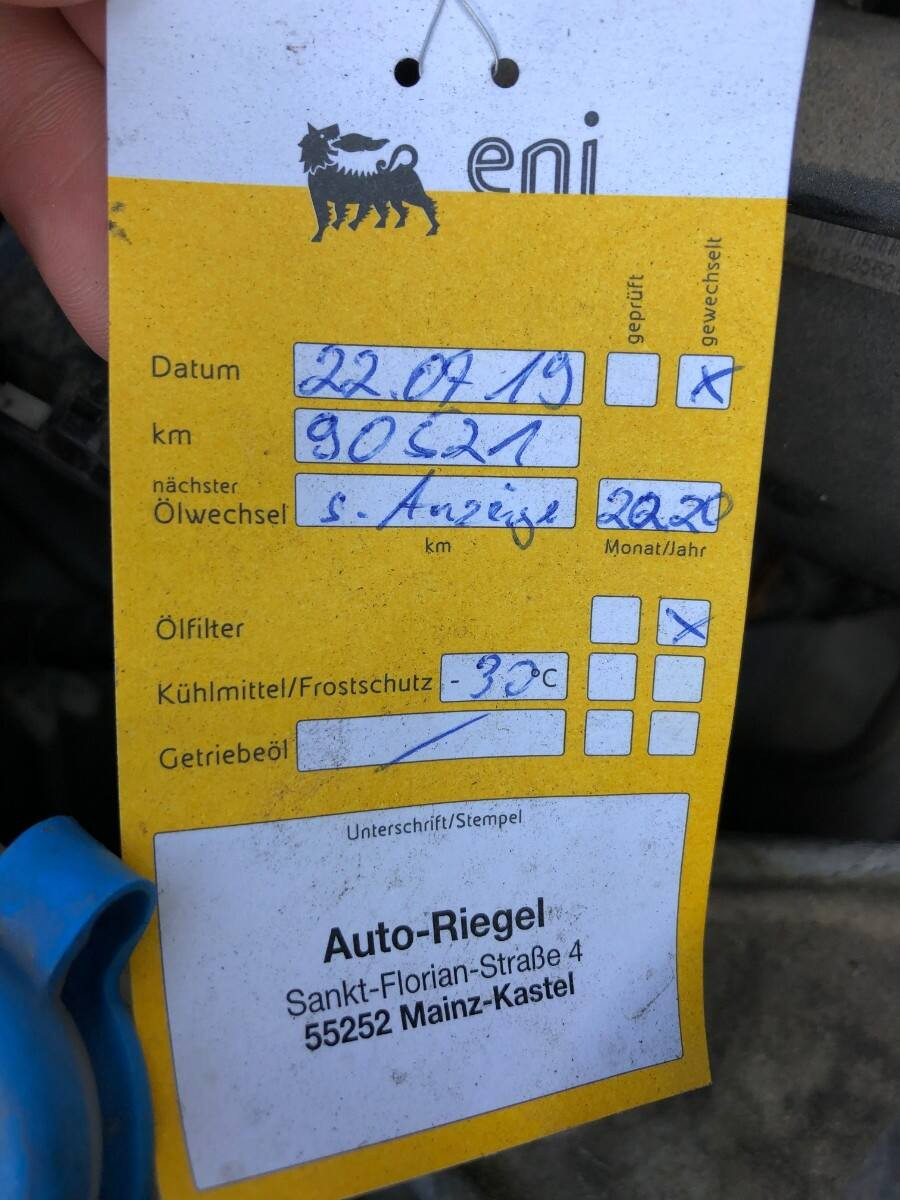 eni
geprüft
gewechselt
Datum 22.07.19 X
km 90521
nächster
Ölwechsel s. Anzeige 2020
km Monat/Jahr
Ölfilter X
Kühlmittel/Frostschutz -30°C
Getriebeöl
Unterschrift/Stempel
Auto-Riegel
Sankt-Florian-Straße 4
55252 Mainz-Kastel